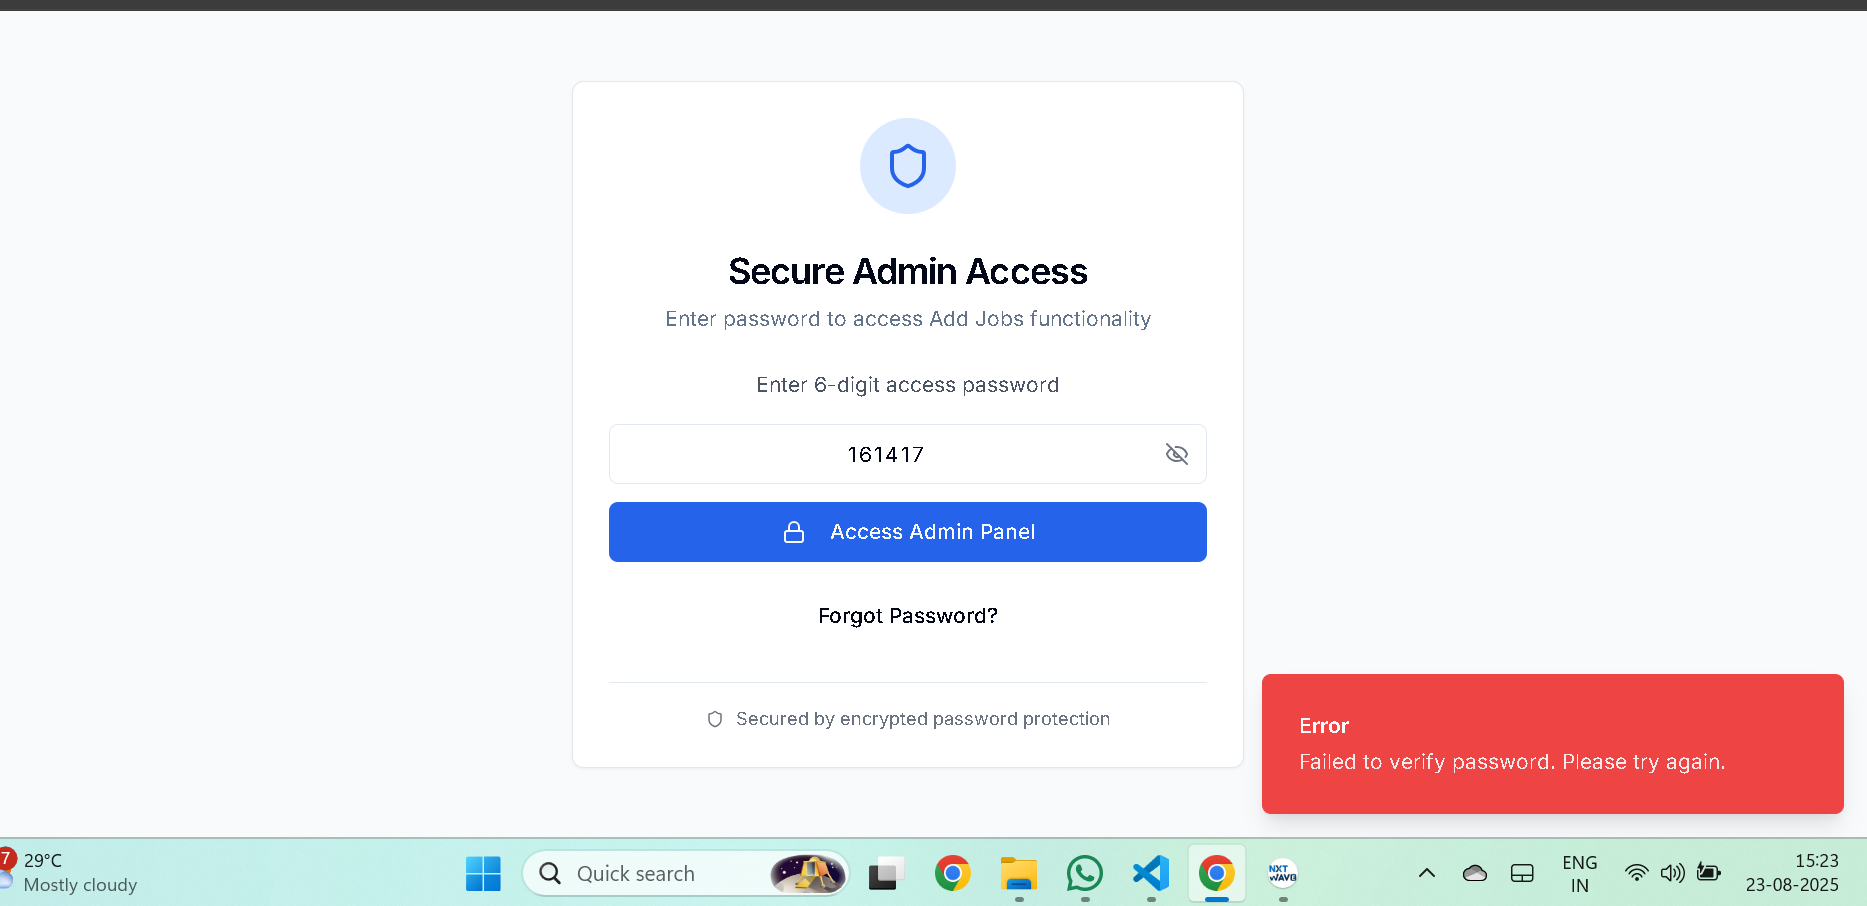 Secure Admin Access
Enter password to access Add Jobs functionality
Enter 6-digit access password
161417
Access Admin Panel
Forgot Password?
Secured by encrypted password protection
Error
Failed to verify password. Please try again.
7
29°C
Mostly cloudy
Quick search
NXT
WAVE
ENG
IN
15:23
23-08-2025